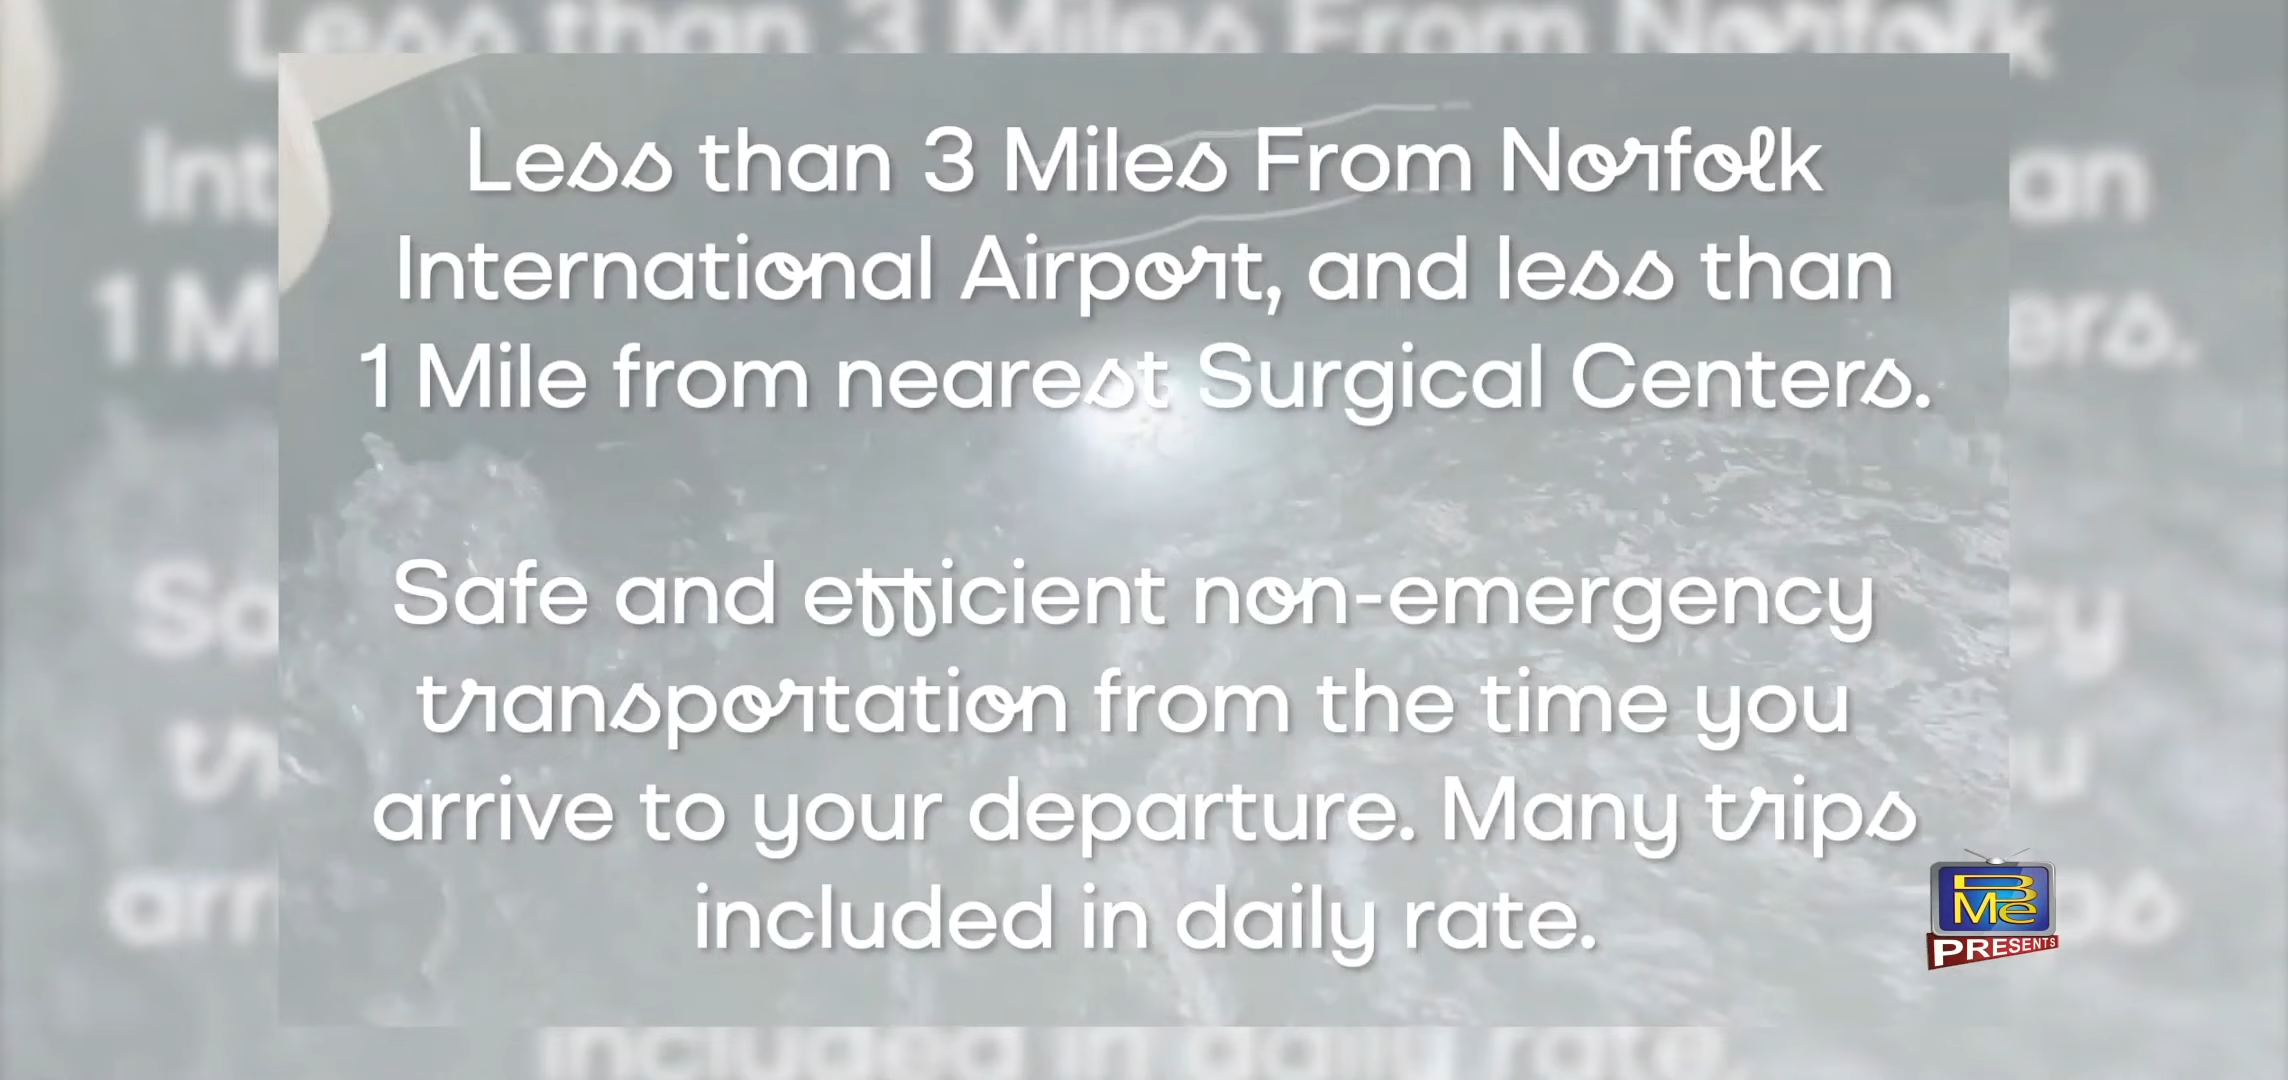 Less than 3 Miles From Norfolk
International Airport, and less than
1 Mile from nearest Surgical Centers.
Safe and efficient non-emergency
transportation from the time you
arrive to your departure. Many trips
included in daily rate.
BMe
PRESENTS